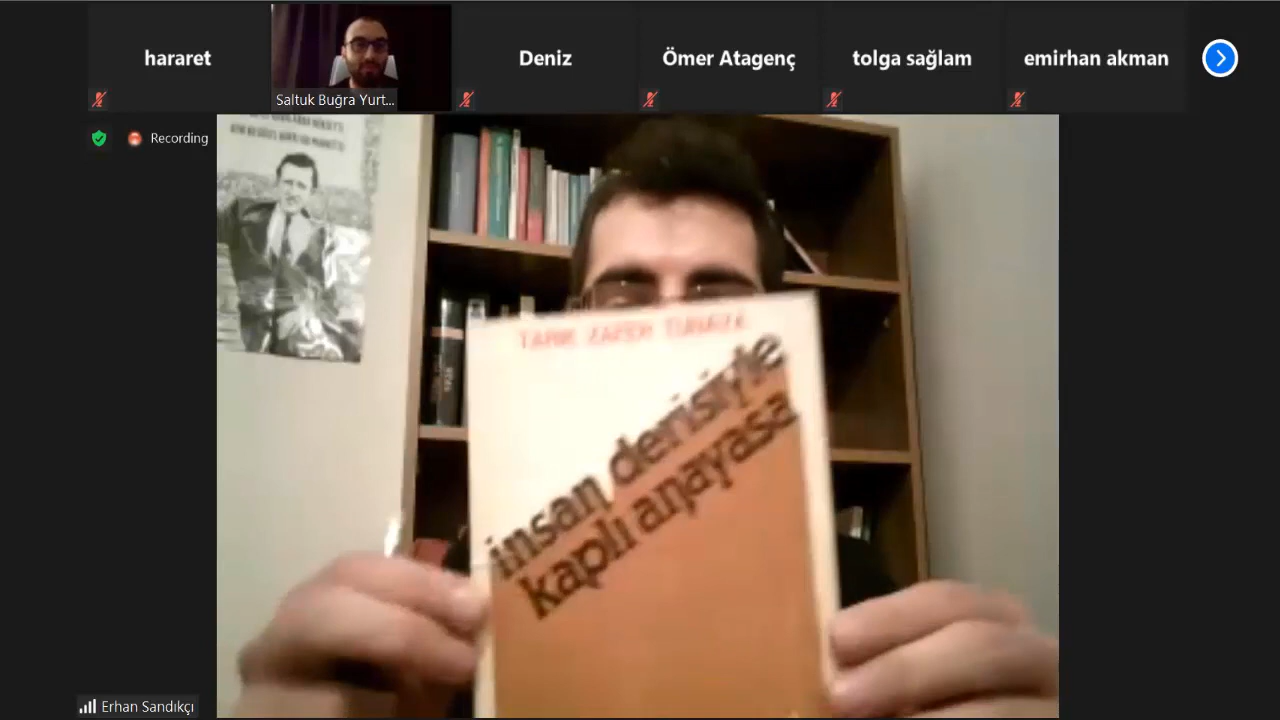 hararet
Saltuk Buğra Yurt...
Deniz
Ömer Atagenç
tolga sağlam
emirhan akman
Recording
TARIK ZAFER TUNAYA
insan derisiyle
kaplı anayasa
Erhan Sandıkçı